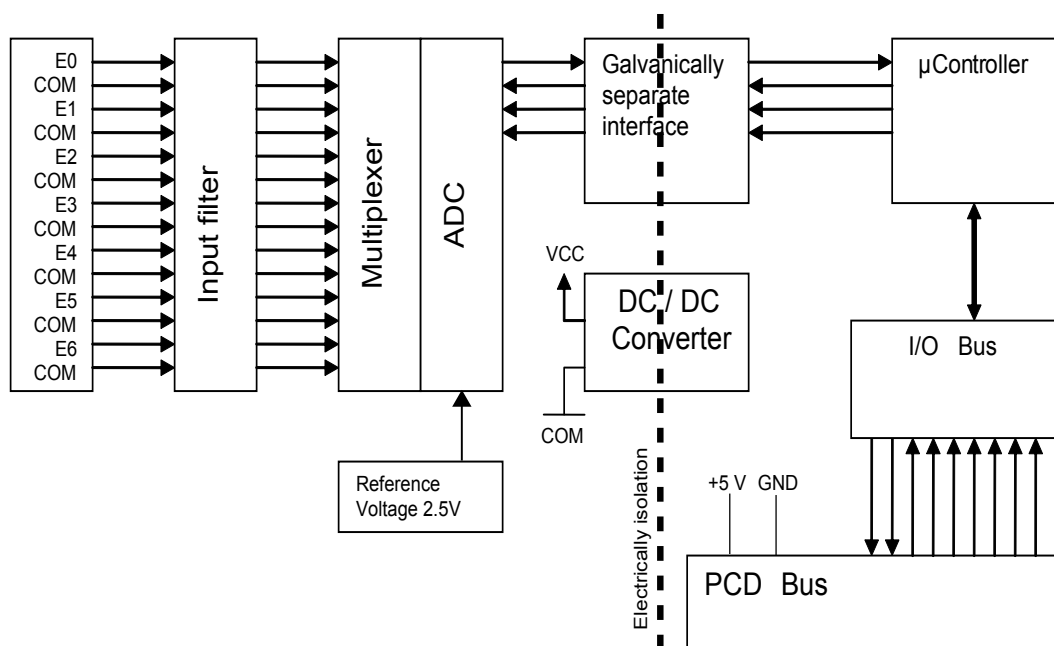 E0
COM
E1
COM
E2
COM
E3
COM
E4
COM
E5
COM
E6
COM
Input filter
Multiplexer
ADC
Reference
Voltage 2.5V
Galvanically
separate
interface
VCC
DC / DC
Converter
COM
Electrically isolation
µController
I/O Bus
+5 V GND
PCD Bus